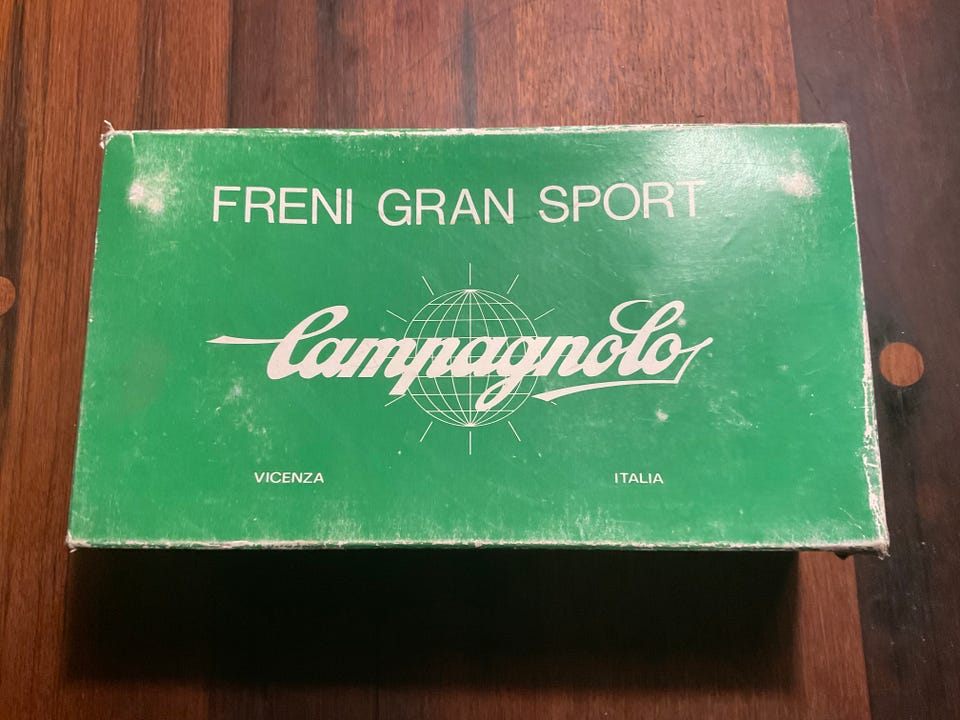 FRENI GRAN SPORT
Campagnolo
VICENZA ITALIA